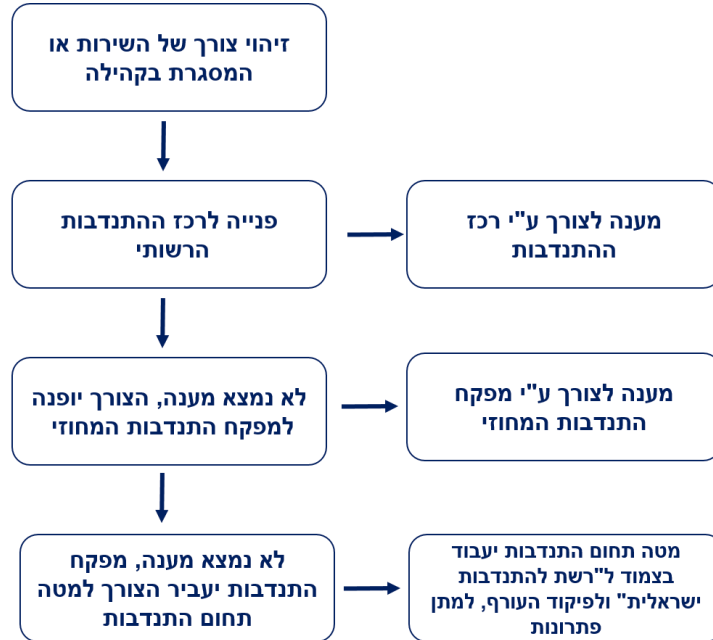 זיהוי צורך של השירות או
המסגרת בקהילה
פנייה לרכז ההתנדבות
הרשותי
מענה לצורך ע"י רכז
ההתנדבות
לא נמצא מענה, הצורך יופנה
למפקח התנדבות המחוזי
מענה לצורך ע"י מפקח
התנדבות המחוזי
לא נמצא מענה, מפקח
התנדבות יעביר הצורך למטה
תחום התנדבות
מטה תחום התנדבות יעבוד
בצמוד ל"רשת להתנדבות
ישראלית" ולפיקוד העורף, למתן
פתרונות